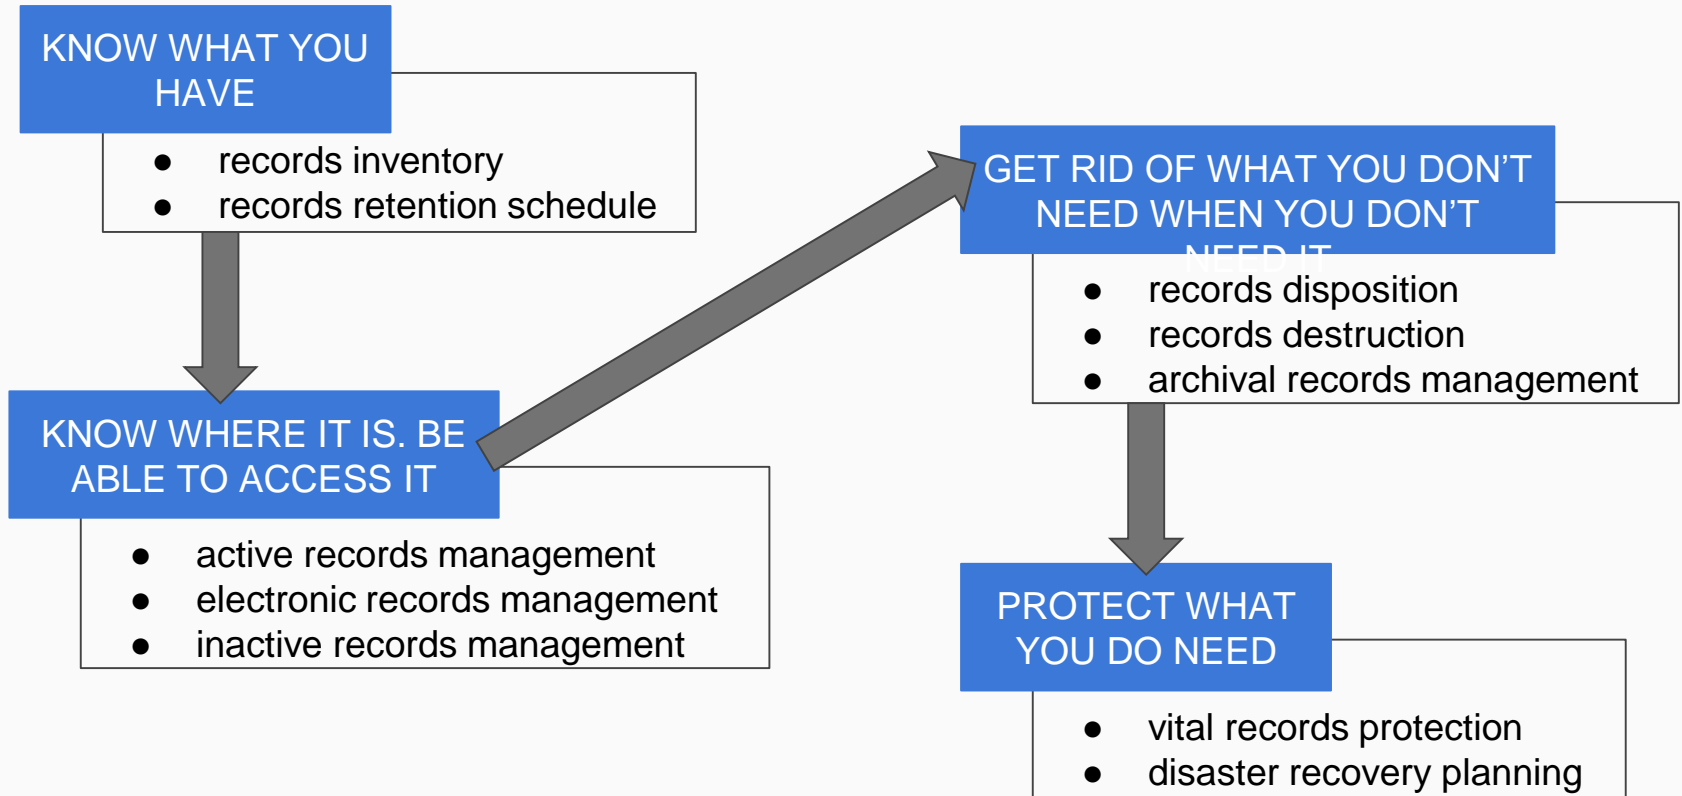 KNOW WHAT YOU
HAVE
● records inventory
● records retention schedule
KNOW WHERE IT IS. BE
ABLE TO ACCESS IT
● active records management
● electronic records management
● inactive records management
GET RID OF WHAT YOU DON’T
NEED WHEN YOU DON’T
NEED IT
● records disposition
● records destruction
● archival records management
PROTECT WHAT
YOU DO NEED
● vital records protection
● disaster recovery planning